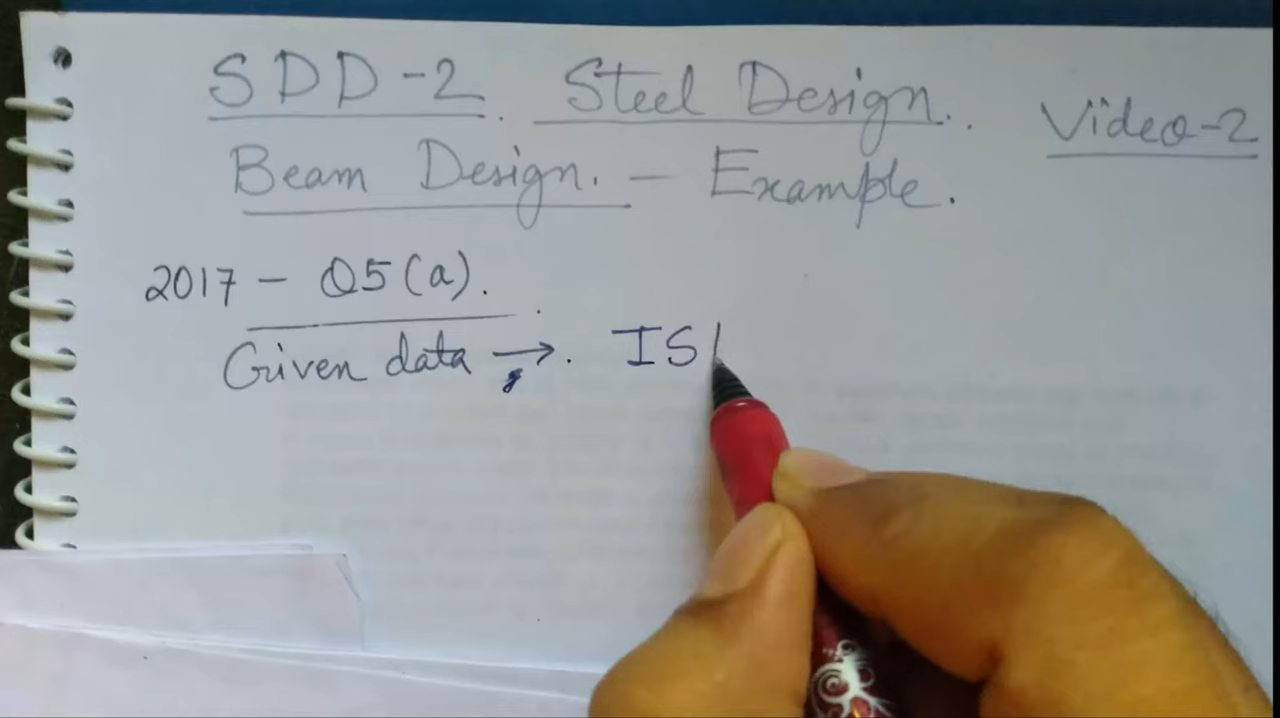 SDD-2. Steel Design.. Video-2
Beam Design. - Example.
2017 - Q5(a).
Given data →. IS